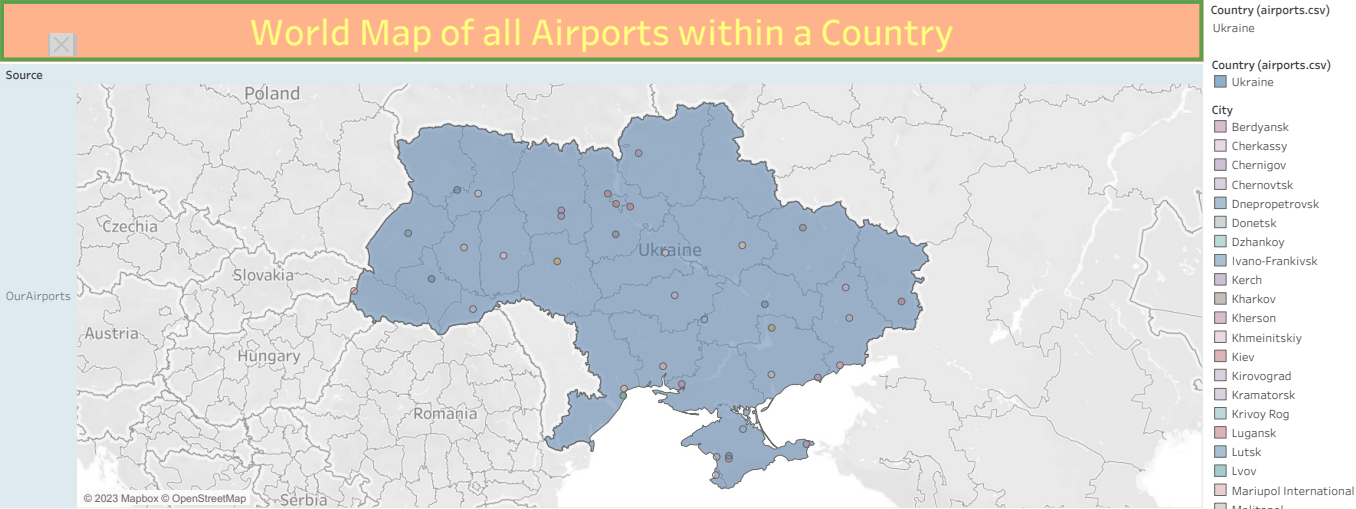 World Map of all Airports within a Country
Country (airports.csv)
Ukraine
Source
Country (airports.csv)
Ukraine
City
Berdyansk
Cherkassy
Chernigov
Chernovtsk
Dnepropetrovsk
Donetsk
Dzhankoy
Ivano-Frankivsk
Kerch
Kharkov
Kherson
Khmeinitskiy
Kiev
Kirovograd
Kramatorsk
Krivoy Rog
Lugansk
Lutsk
Lvov
Mariupol International
OurAirports
Poland
Czechia
Slovakia
Ukraine
Austria
Hungary
Romania
Serbia
© 2023 Mapbox © OpenStreetMap